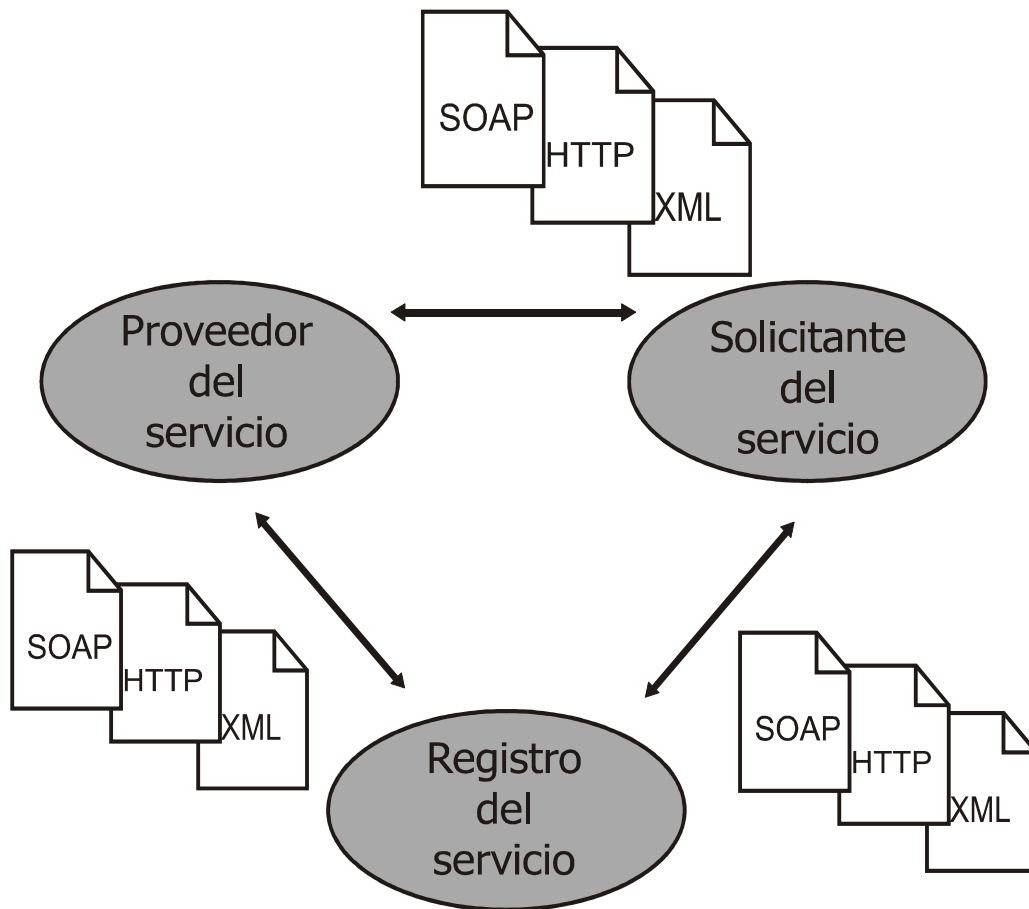 SOAP
HTTP
XML
Proveedor
del
servicio
Solicitante
del
servicio
SOAP
HTTP
XML
SOAP
HTTP
XML
Registro
del
servicio